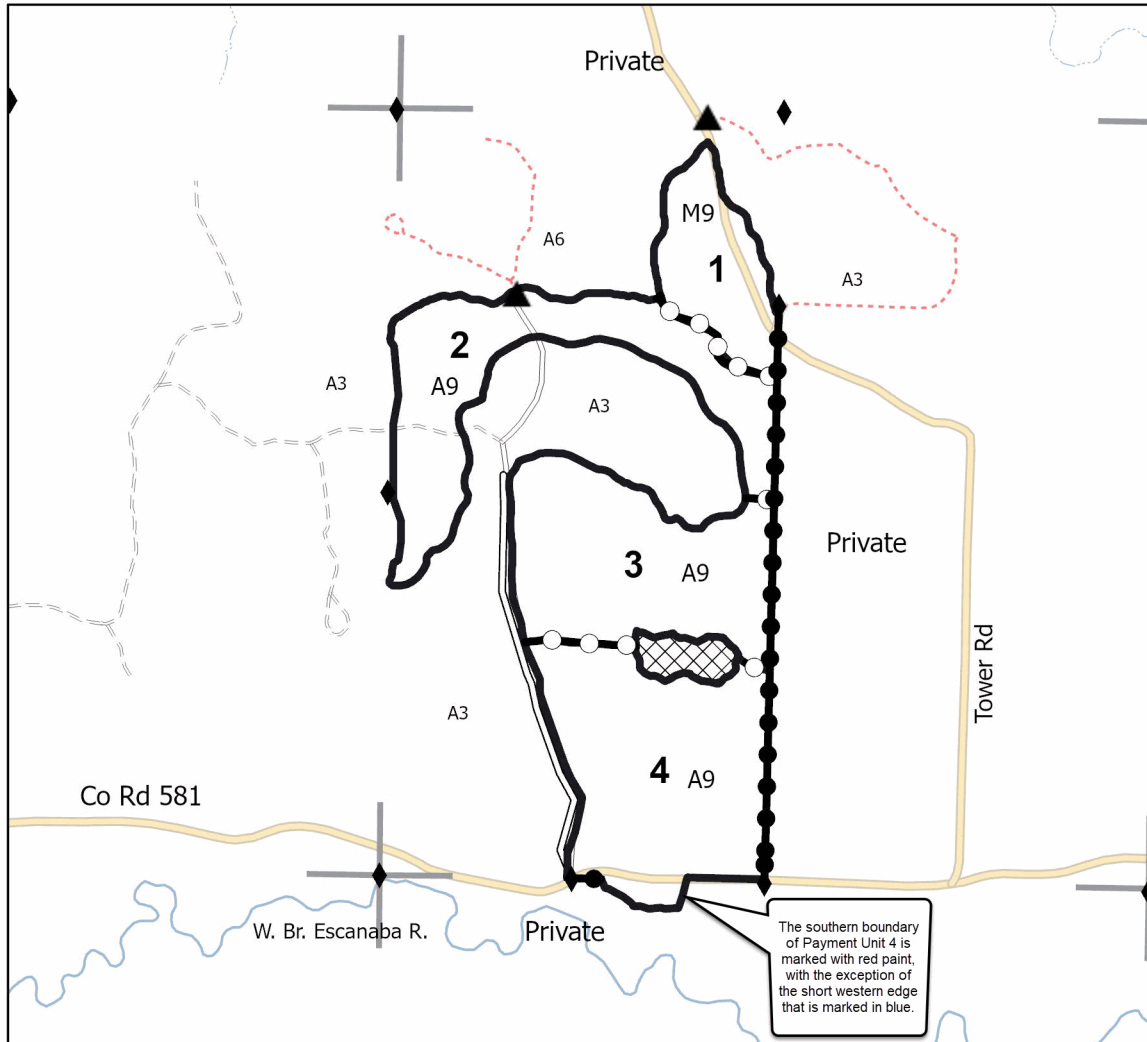 Private
M9
1
A6
A3
2
A3
A9
A3
Private
3
A9
Tower Rd
A3
4
A9
Co Rd 581
W. Br. Escanaba R.
Private
The southern boundary
of Payment Unit 4 is
marked with red paint,
with the exception of
the short western edge
that is marked in blue.